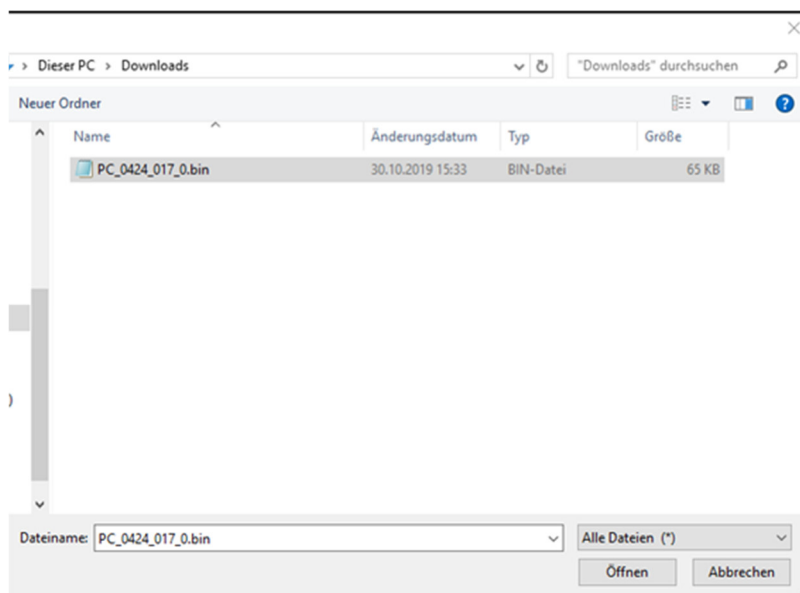 Dieser PC > Downloads
"Downloads" durchsuchen
Neuer Ordner
Name Änderungsdatum Typ Größe
PC_0424_017_0.bin 30.10.2019 15:33 BIN-Datei 65 KB
)
Dateiname: PC_0424_017_0.bin Alle Dateien (*)
Öffnen Abbrechen